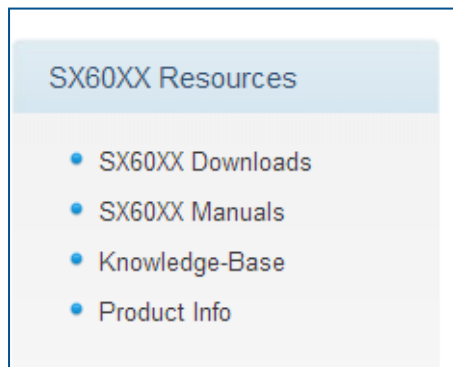 SX60XX Resources
SX60XX Downloads
SX60XX Manuals
Knowledge-Base
Product Info